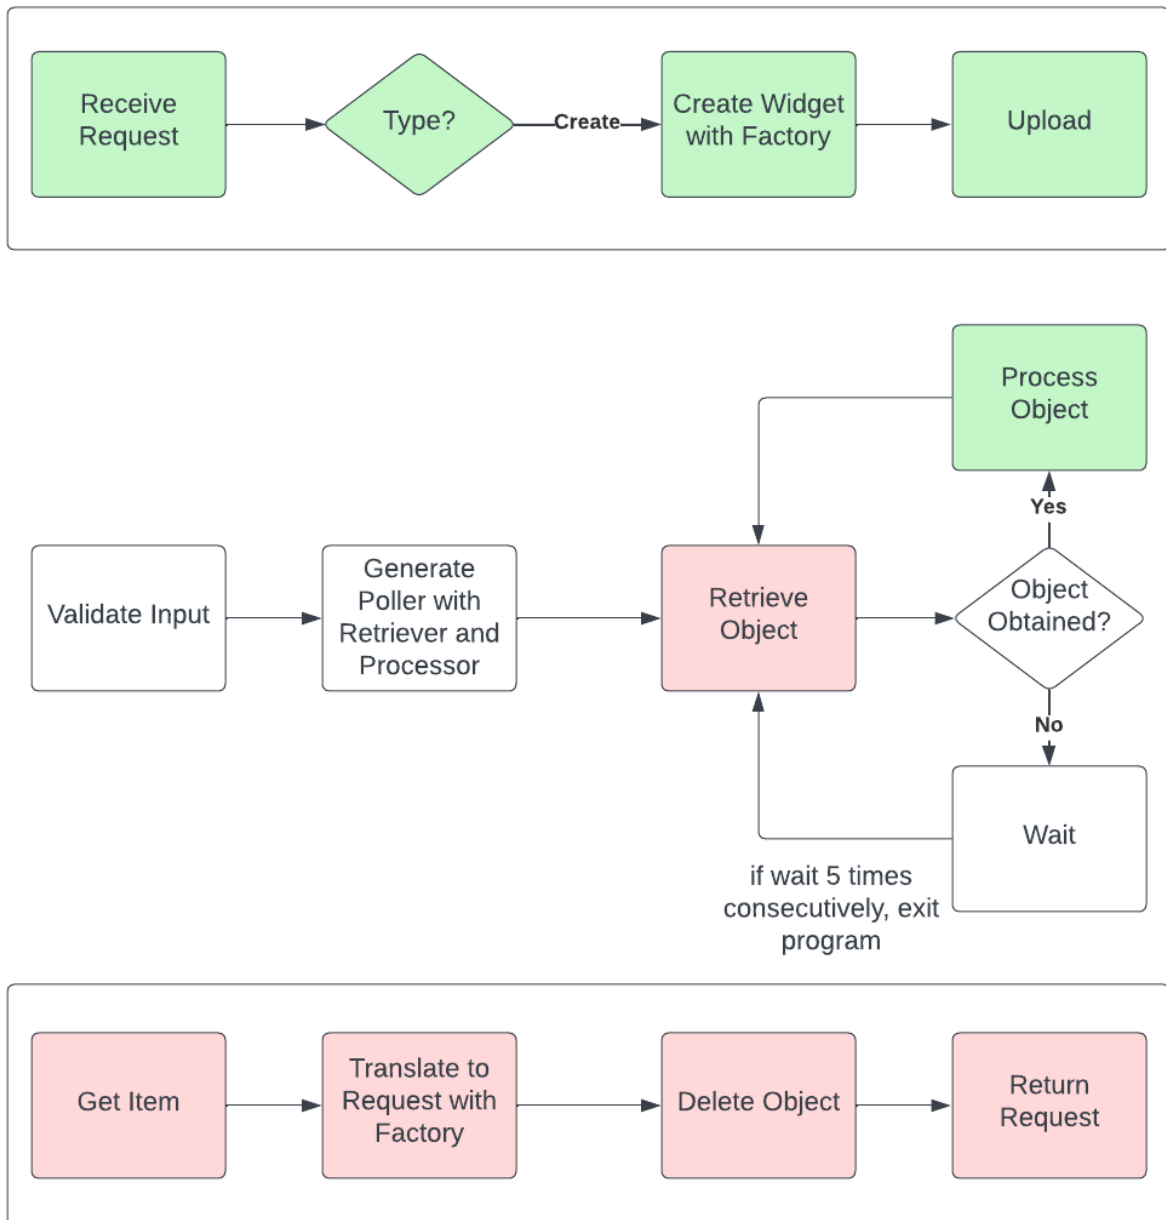 Receive
Request
Type?
Create
Create Widget
with Factory
Upload
Process
Object
Yes
Validate Input
Generate
Poller with
Retriever and
Processor
Retrieve
Object
Object
Obtained?
No
Wait
if wait 5 times
consecutively, exit
program
Get Item
Translate to
Request with
Factory
Delete Object
Return
Request